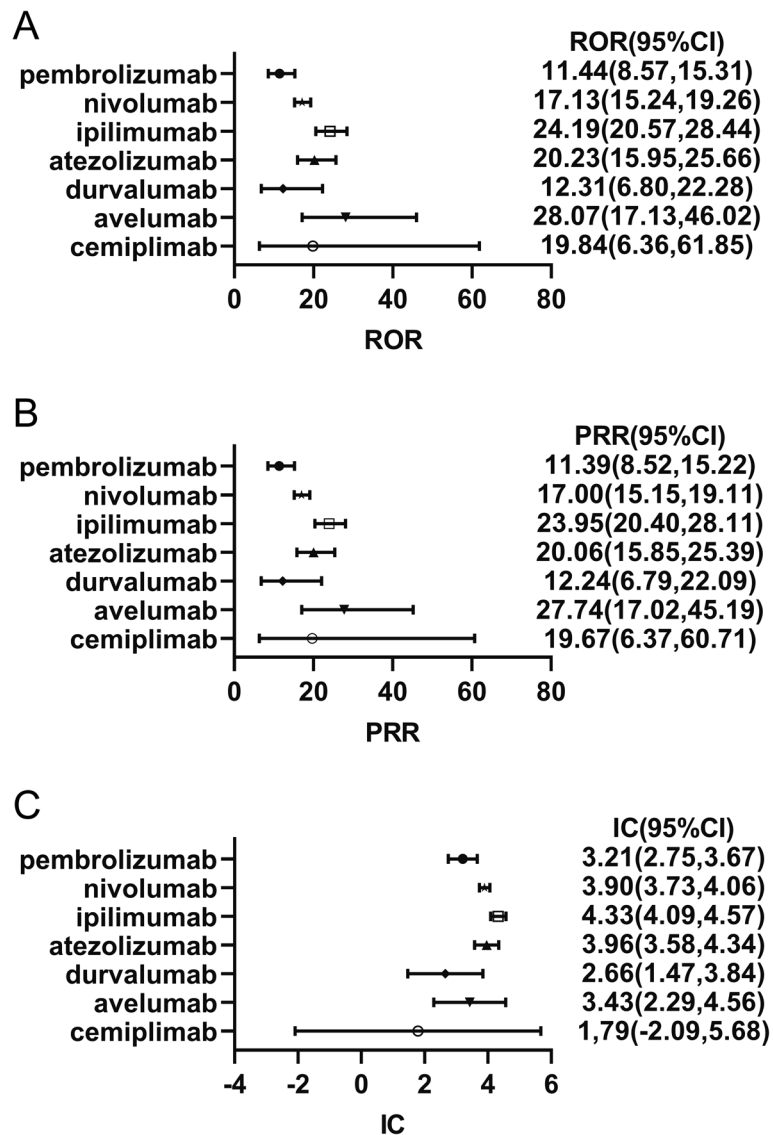 A
ROR(95%CI)
pembrolizumab 11.44(8.57,15.31)
nivolumab 17.13(15.24,19.26)
ipilimumab 24.19(20.57,28.44)
atezolizumab 20.23(15.95,25.66)
durvalumab 12.31(6.80,22.28)
avelumab 28.07(17.13,46.02)
cemiplimab 19.84(6.36,61.85)
0 20 40 60 80
ROR
B
PRR(95%CI)
pembrolizumab 11.39(8.52,15.22)
nivolumab 17.00(15.15,19.11)
ipilimumab 23.95(20.40,28.11)
atezolizumab 20.06(15.85,25.39)
durvalumab 12.24(6.79,22.09)
avelumab 27.74(17.02,45.19)
cemiplimab 19.67(6.37,60.71)
0 20 40 60 80
PRR
C
IC(95%CI)
pembrolizumab 3.21(2.75,3.67)
nivolumab 3.90(3.73,4.06)
ipilimumab 4.33(4.09,4.57)
atezolizumab 3.96(3.58,4.34)
durvalumab 2.66(1.47,3.84)
avelumab 3.43(2.29,4.56)
cemiplimab 1,79(-2.09,5.68)
-4 -2 0 2 4 6
IC